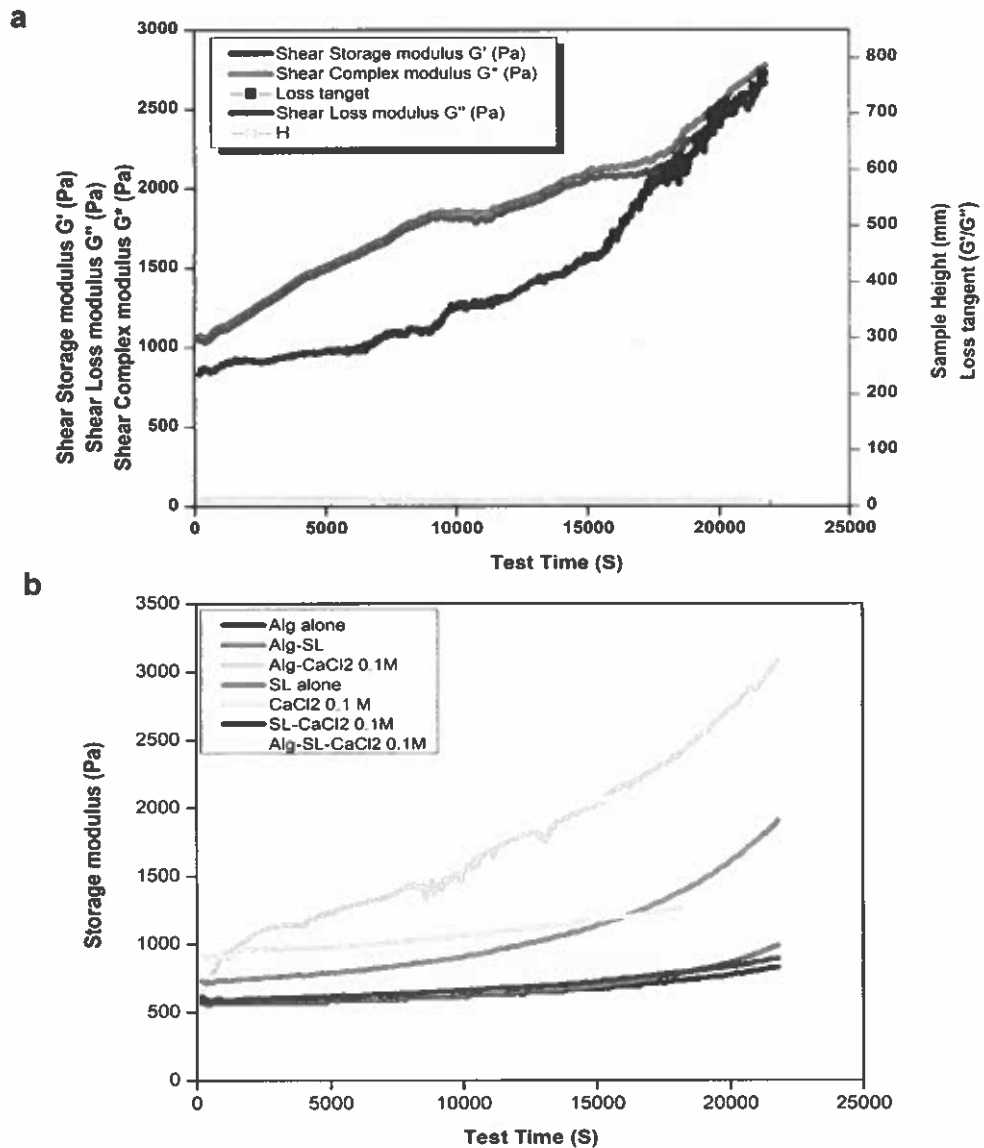 a
3000
2500
2000
1500
1000
500
0
Shear Storage modulus G' (Pa)
Shear Loss modulus G'' (Pa)
Shear Complex modulus G* (Pa)
Shear Storage modulus G' (Pa)
Shear Complex modulus G* (Pa)
Loss tanget
Shear Loss modulus G'' (Pa)
H
800
700
600
500
400
300
200
100
0
Sample Height (mm)
Loss tangent (G'/G'')
0 5000 10000 15000 20000 25000
Test Time (S)
b
3500
3000
2500
2000
1500
1000
500
0
Storage modulus (Pa)
Alg alone
Alg-SL
Alg-CaCl2 0.1M
SL alone
CaCl2 0.1 M
SL-CaCl2 0.1M
Alg-SL-CaCl2 0.1M
0 5000 10000 15000 20000 25000
Test Time (S)